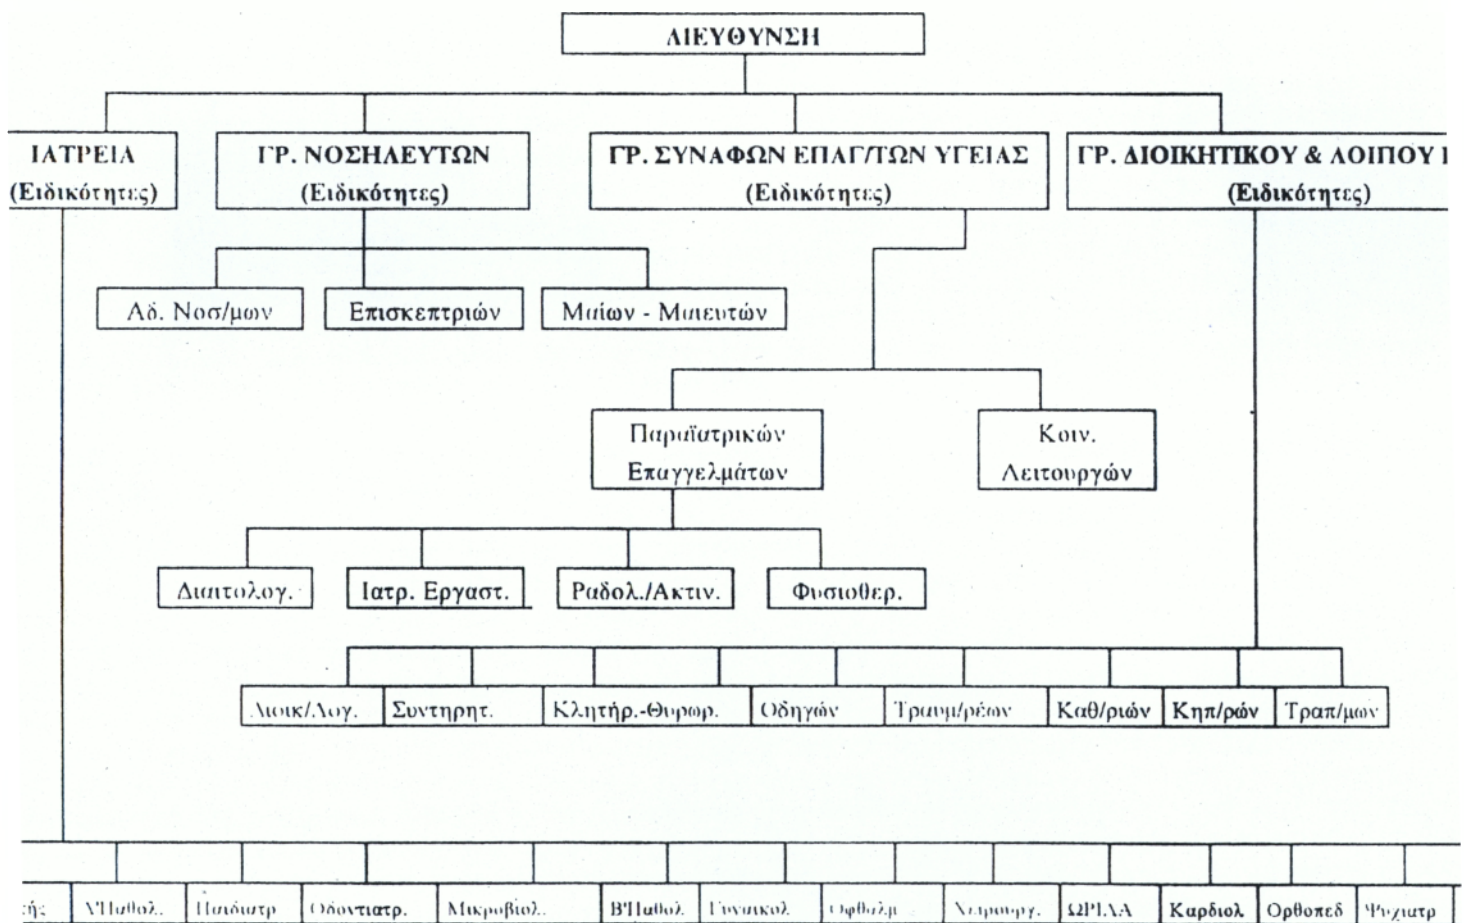 ΔΙΕΥΘΥΝΣΗ
ΙΑΤΡΕΙΑ
(Ειδικότητες)
ΓΡ. ΝΟΣΗΛΕΥΤΩΝ
(Ειδικότητες)
ΓΡ. ΣΥΝΑΦΩΝ ΕΠΑΓ/ΤΩΝ ΥΓΕΙΑΣ
(Ειδικότητες)
ΓΡ. ΔΙΟΙΚΗΤΙΚΟΥ & ΛΟΙΠΟΥ
(Ειδικότητες)
Αδ. Νοσ/μων
Επισκεπτριών
Μαίων - Μαιευτών
Παραϊατρικών
Επαγγελμάτων
Κοιν.
Λειτουργών
Διαιτολογ.
Ιατρ. Εργαστ.
Ραδολ./Ακτιν.
Φυσιοθερ.
Διοικ/Λογ.
Συντηρητ.
Κλητήρ.-Θυρωρ.
Οδηγών
Τραυμ/ρέων
Καθ/ριών
Κηπ/ρών
Τραπ/μων
Α'Παθολ.
Παιδιατρ
Οδοντιατρ.
Μικροβιολ.
Β'Παθολ
Γυναικολ
Οφθαλμ
Χειρουργ.
ΩΡΙΛΑ
Καρδιολ
Ορθοπεδ
Ψυχιατρ